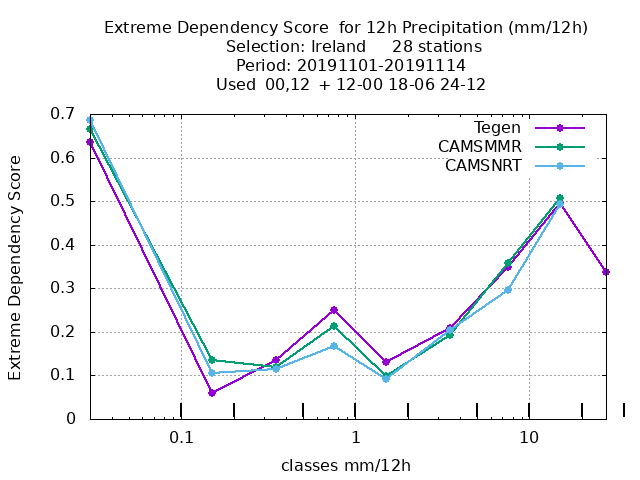 Extreme Dependency Score  for 12h Precipitation (mm/12h)
Selection: Ireland     28 stations
Period: 20191101-20191114
Used  00,12  + 12-00 18-06 24-12
Tegen
CAMSMMR
CAMSNRT
Extreme Dependency Score
0.7
0.6
0.5
0.4
0.3
0.2
0.1
0
0.1 1 10
classes mm/12h